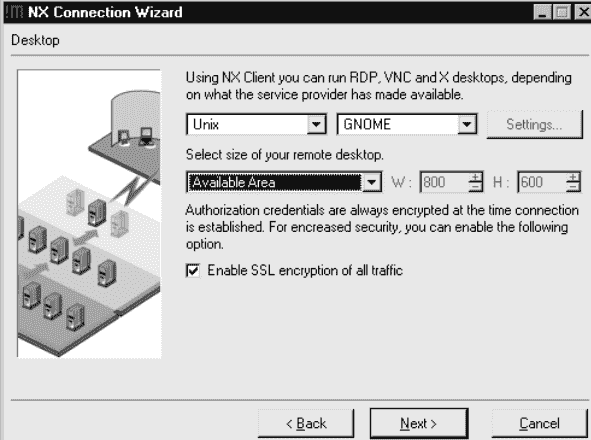 !M NX Connection Wizard
Desktop
Using NX Client you can run RDP, VNC and X desktops, depending
on what the service provider has made available.
Unix GNOME Settings...
Select size of your remote desktop.
Available Area W : 800 H : 600
Authorization credentials are always encrypted at the time connection
is established. For encreased security, you can enable the following
option.
Enable SSL encryption of all traffic
< Back Next > Cancel